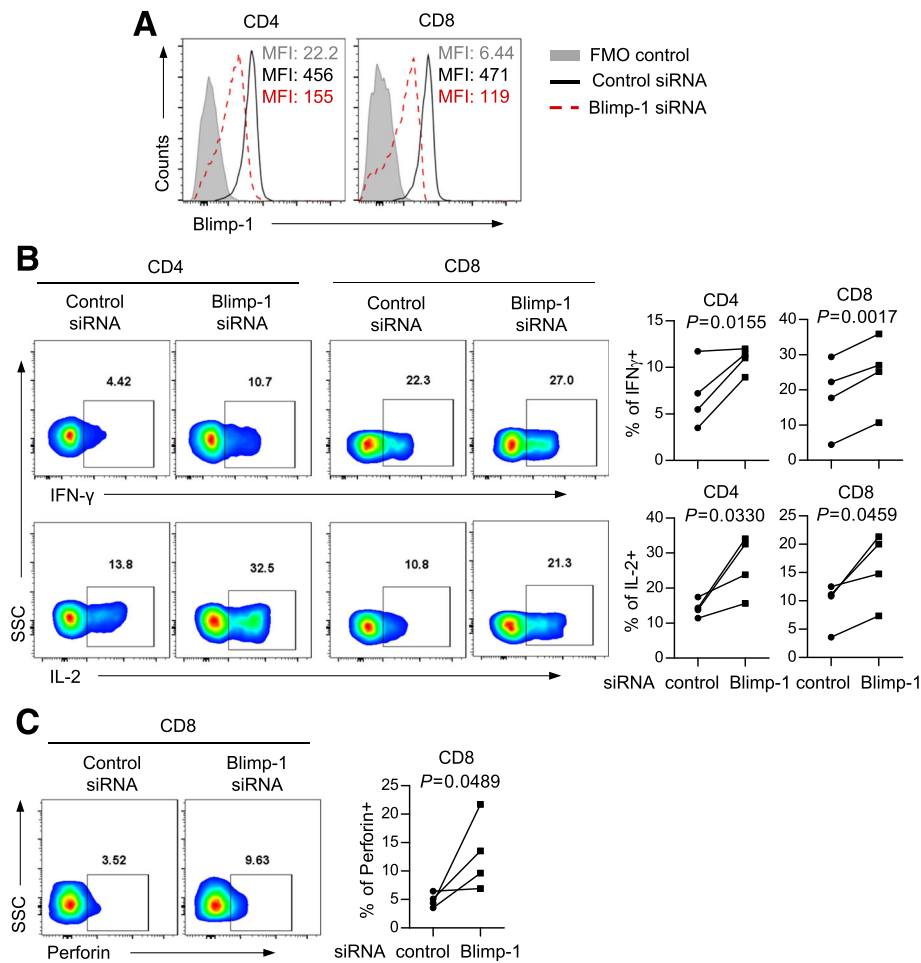 A
CD4
CD8
MFI: 22.2
MFI: 456
MFI: 155
MFI: 6.44
MFI: 471
MFI: 119
FMO control
Control siRNA
Blimp-1 siRNA
Counts
Blimp-1
B
CD4
CD8
Control
siRNA
Blimp-1
siRNA
Control
siRNA
Blimp-1
siRNA
4.42
10.7
22.3
27.0
IFN-γ
13.8
32.5
10.8
21.3
SSC
IL-2
CD4
P=0.0155
% of IFNγ+
15
10
5
0
CD8
P=0.0017
40
30
20
10
0
CD4
P=0.0330
% of IL-2+
40
30
20
10
0
CD8
P=0.0459
25
20
15
10
5
0
siRNA control Blimp-1 control Blimp-1
C
CD8
Control
siRNA
Blimp-1
siRNA
3.52
9.63
SSC
Perforin
CD8
P=0.0489
% of Perforin+
25
20
15
10
5
0
siRNA control Blimp-1